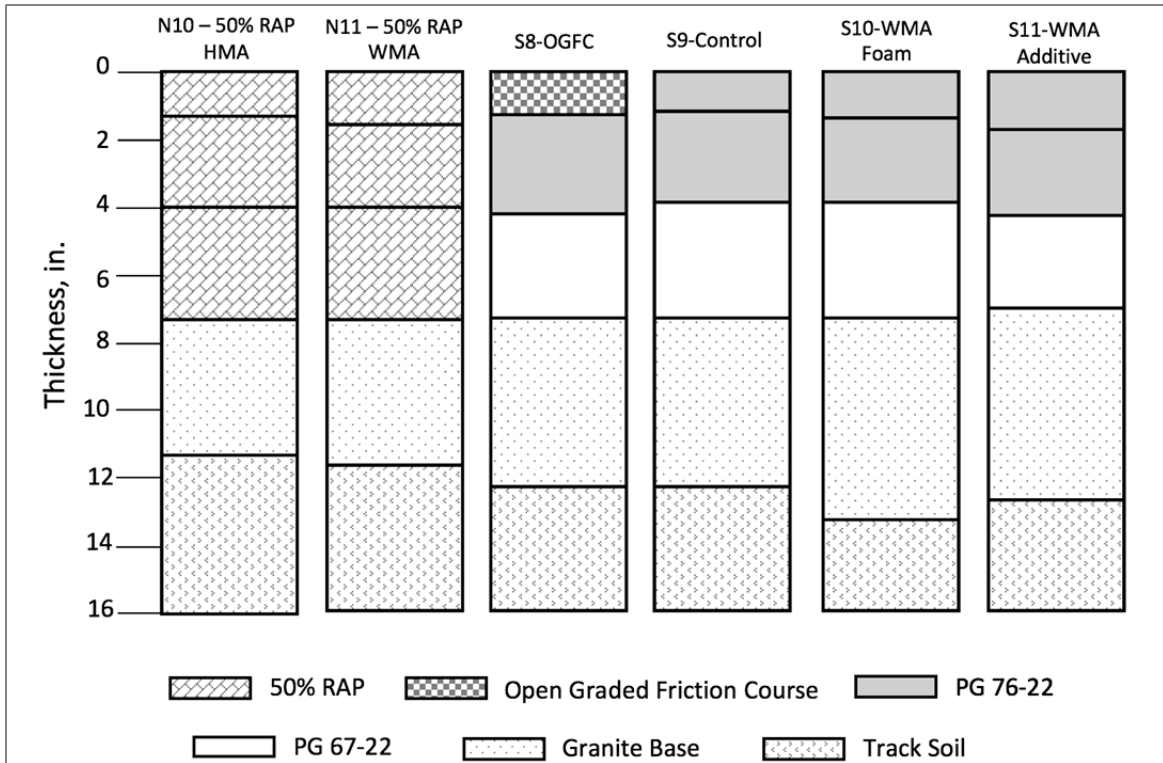 N10 – 50% RAP
HMA
N11 – 50% RAP
WMA
S8-OGFC
S9-Control
S10-WMA
Foam
S11-WMA
Additive
Thickness, in.
0
2
4
6
8
10
12
14
16
50% RAP
Open Graded Friction Course
PG 76-22
PG 67-22
Granite Base
Track Soil